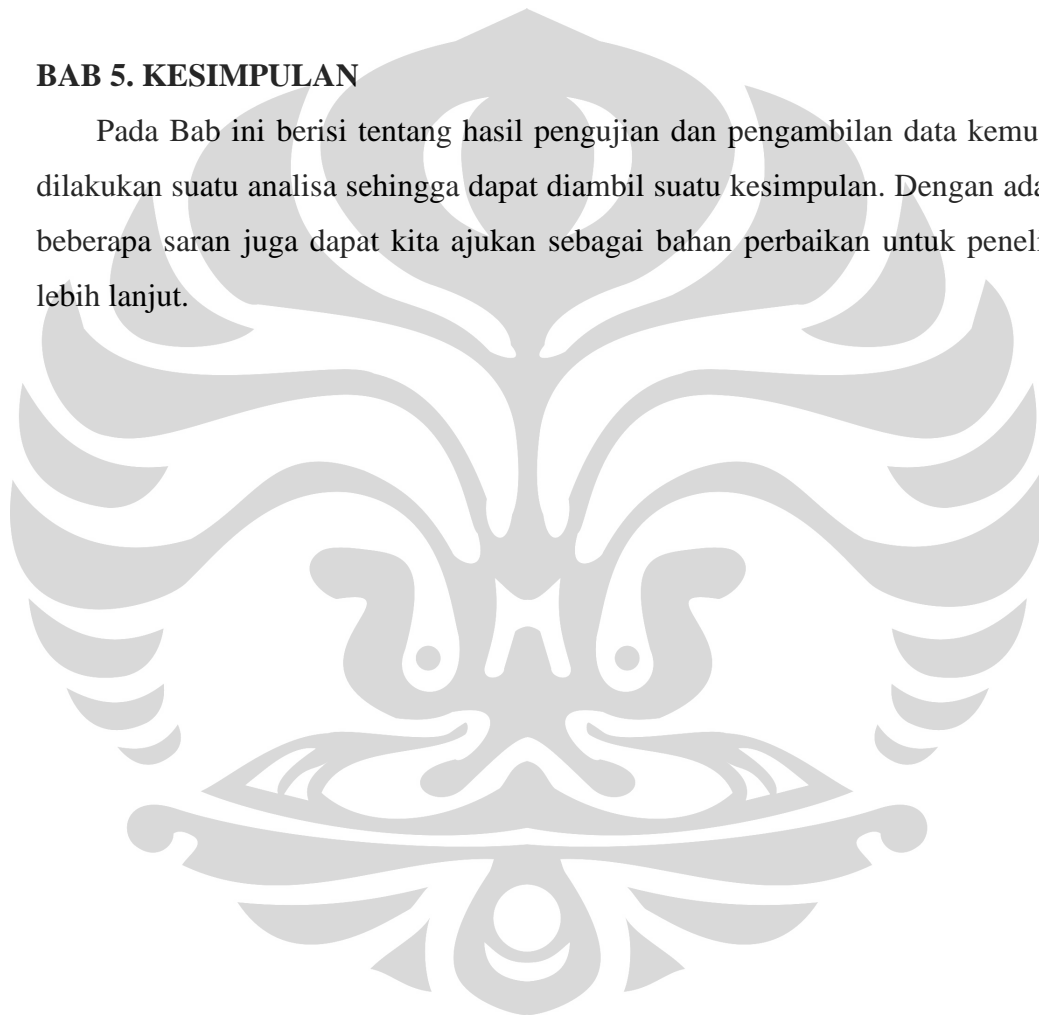 BAB 5. KESIMPULAN
Pada Bab ini berisi tentang hasil pengujian dan pengambilan data kemu
dilakukan suatu analisa sehingga dapat diambil suatu kesimpulan. Dengan ada
beberapa saran juga dapat kita ajukan sebagai bahan perbaikan untuk penel
lebih lanjut.